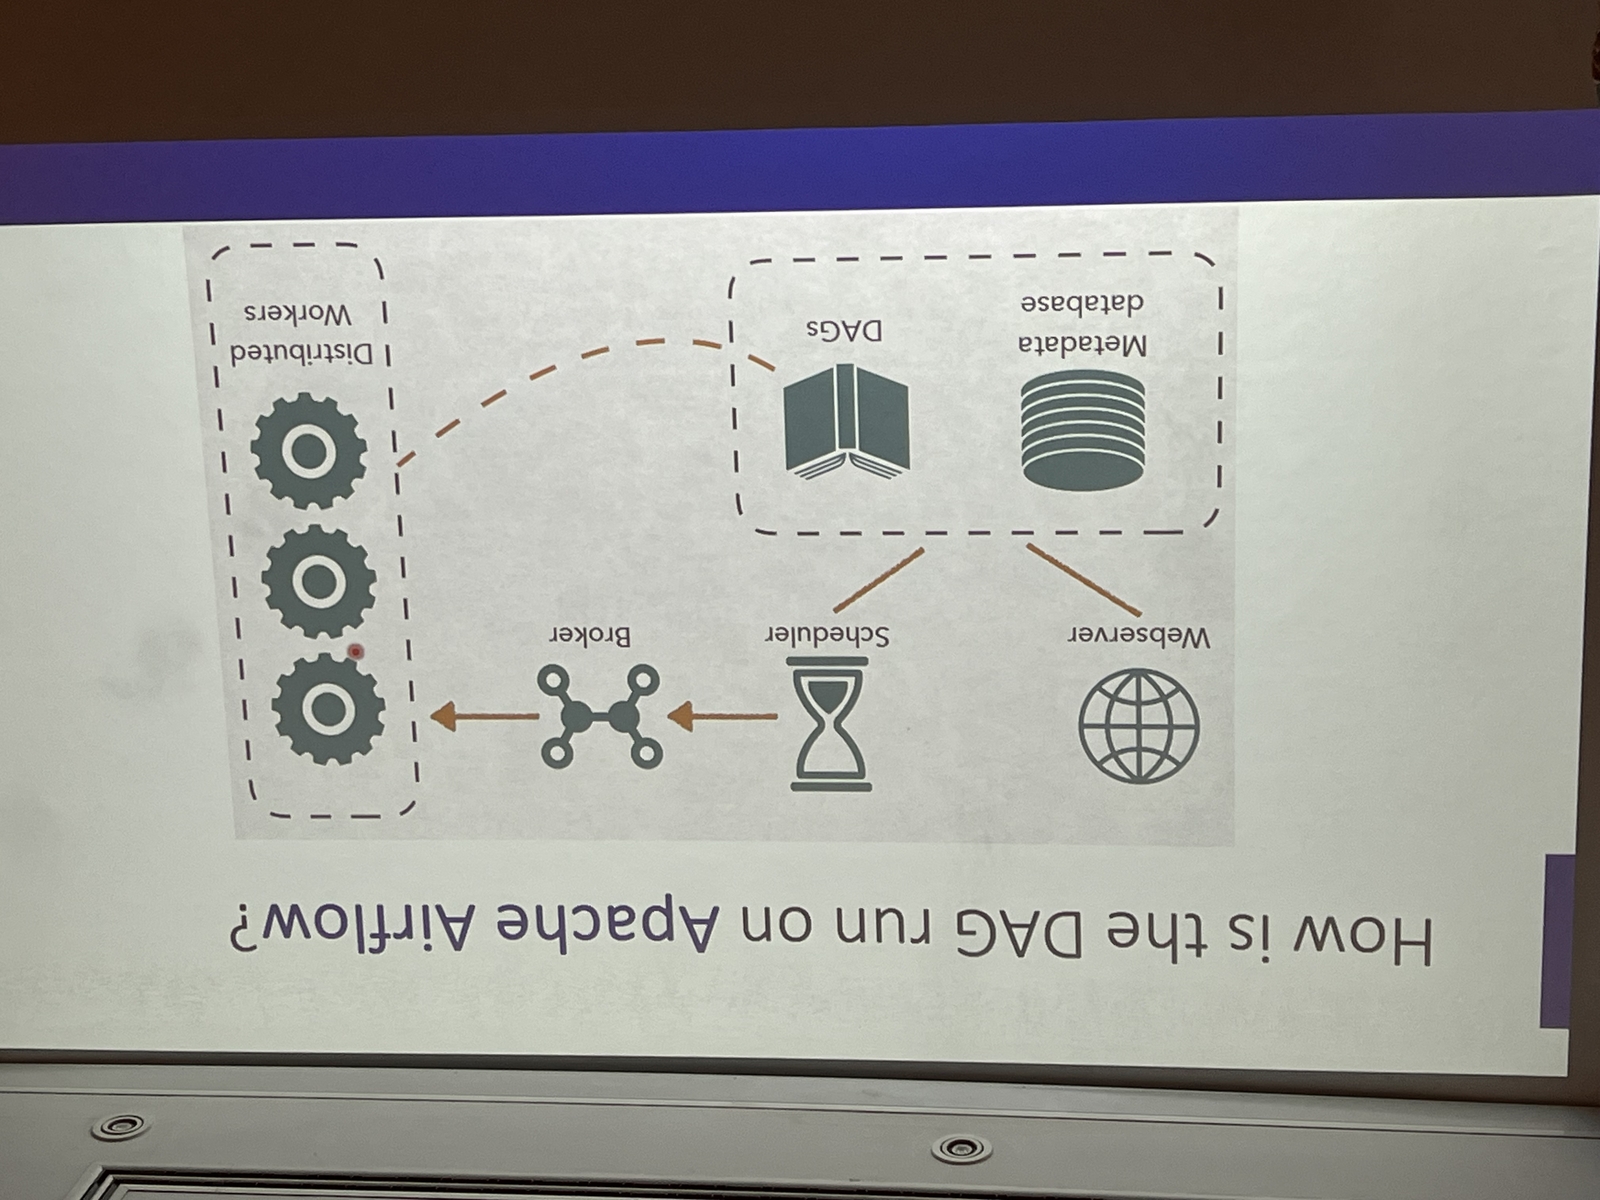 How is the DAG run on Apache Airflow?
Webserver
Scheduler
Broker
Metadata
database
DAGs
Distributed
Workers